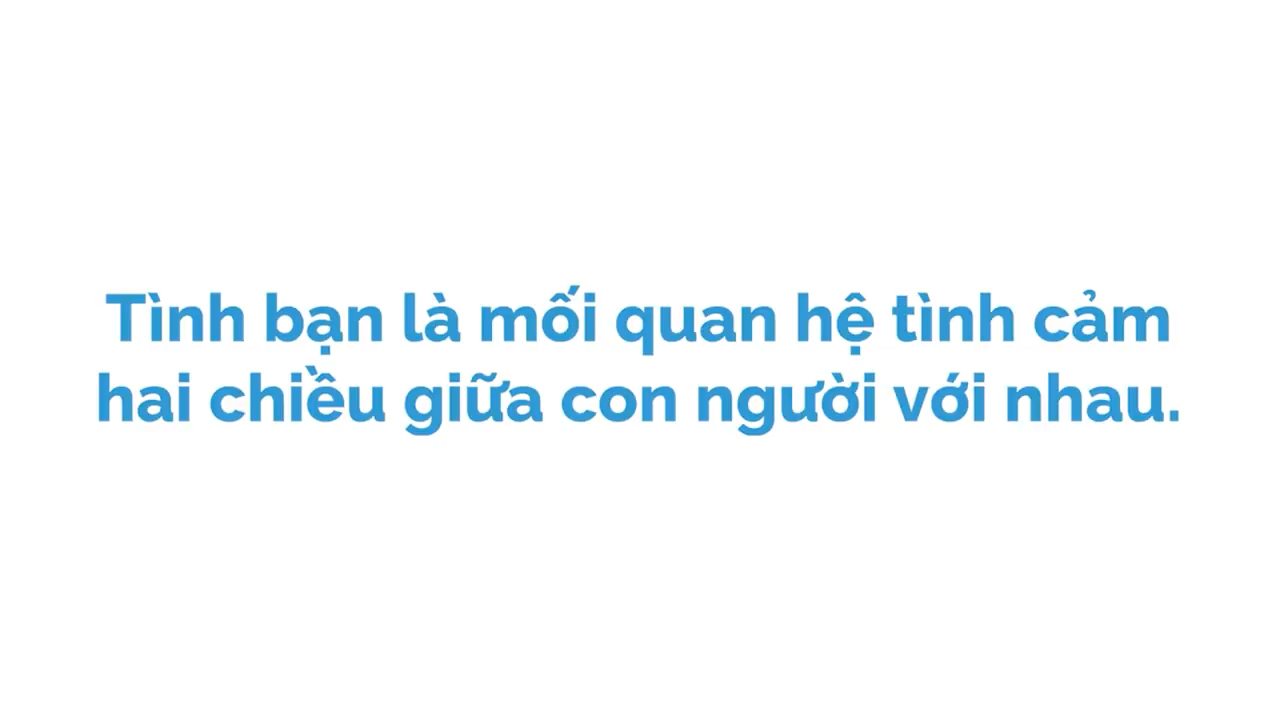 Tình bạn là mối quan hệ tình cảm
hai chiều giữa con người với nhau.